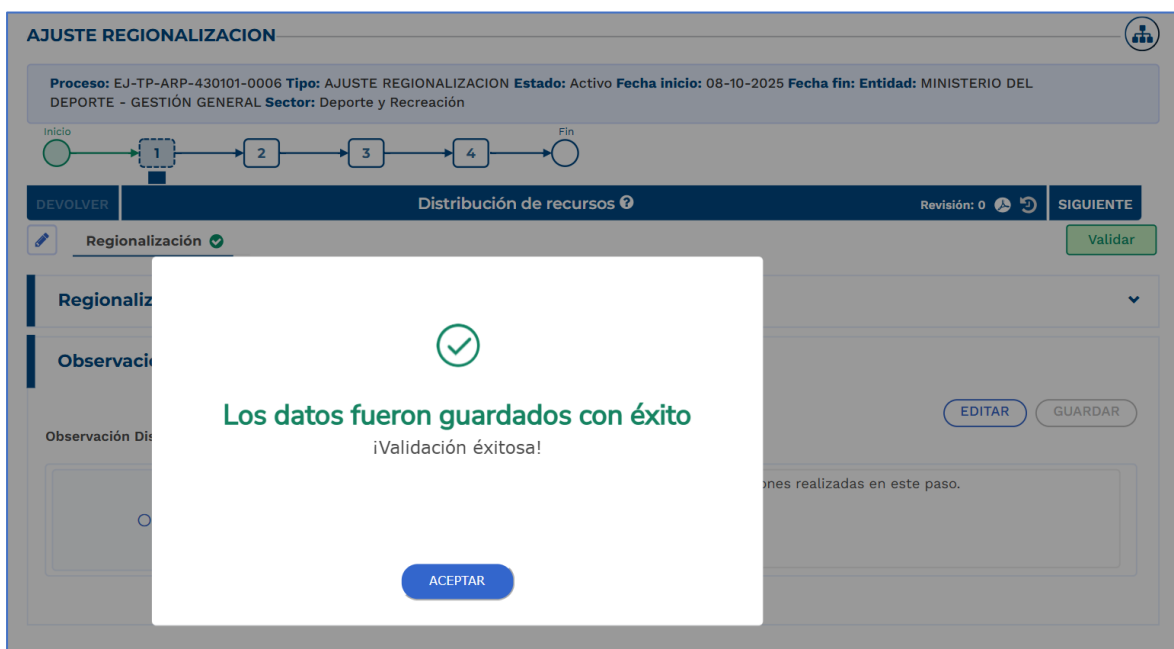 AJUSTE REGIONALIZACION
Proceso: EJ-TP-ARP-430101-0006 Tipo: AJUSTE REGIONALIZACION Estado: Activo Fecha inicio: 08-10-2025 Fecha fin: Entidad: MINISTERIO DEL
DEPORTE - GESTIÓN GENERAL Sector: Deporte y Recreación
Inicio
Fin
1 2 3 4
DEVOLVER Distribución de recursos Revisión: 0 SIGUIENTE
Regionalización Validar
Regionaliz
Observació
Los datos fueron guardados con éxito
¡Validación éxitosa!
EDITAR GUARDAR
Observación Dis
ones realizadas en este paso.
O
ACEPTAR